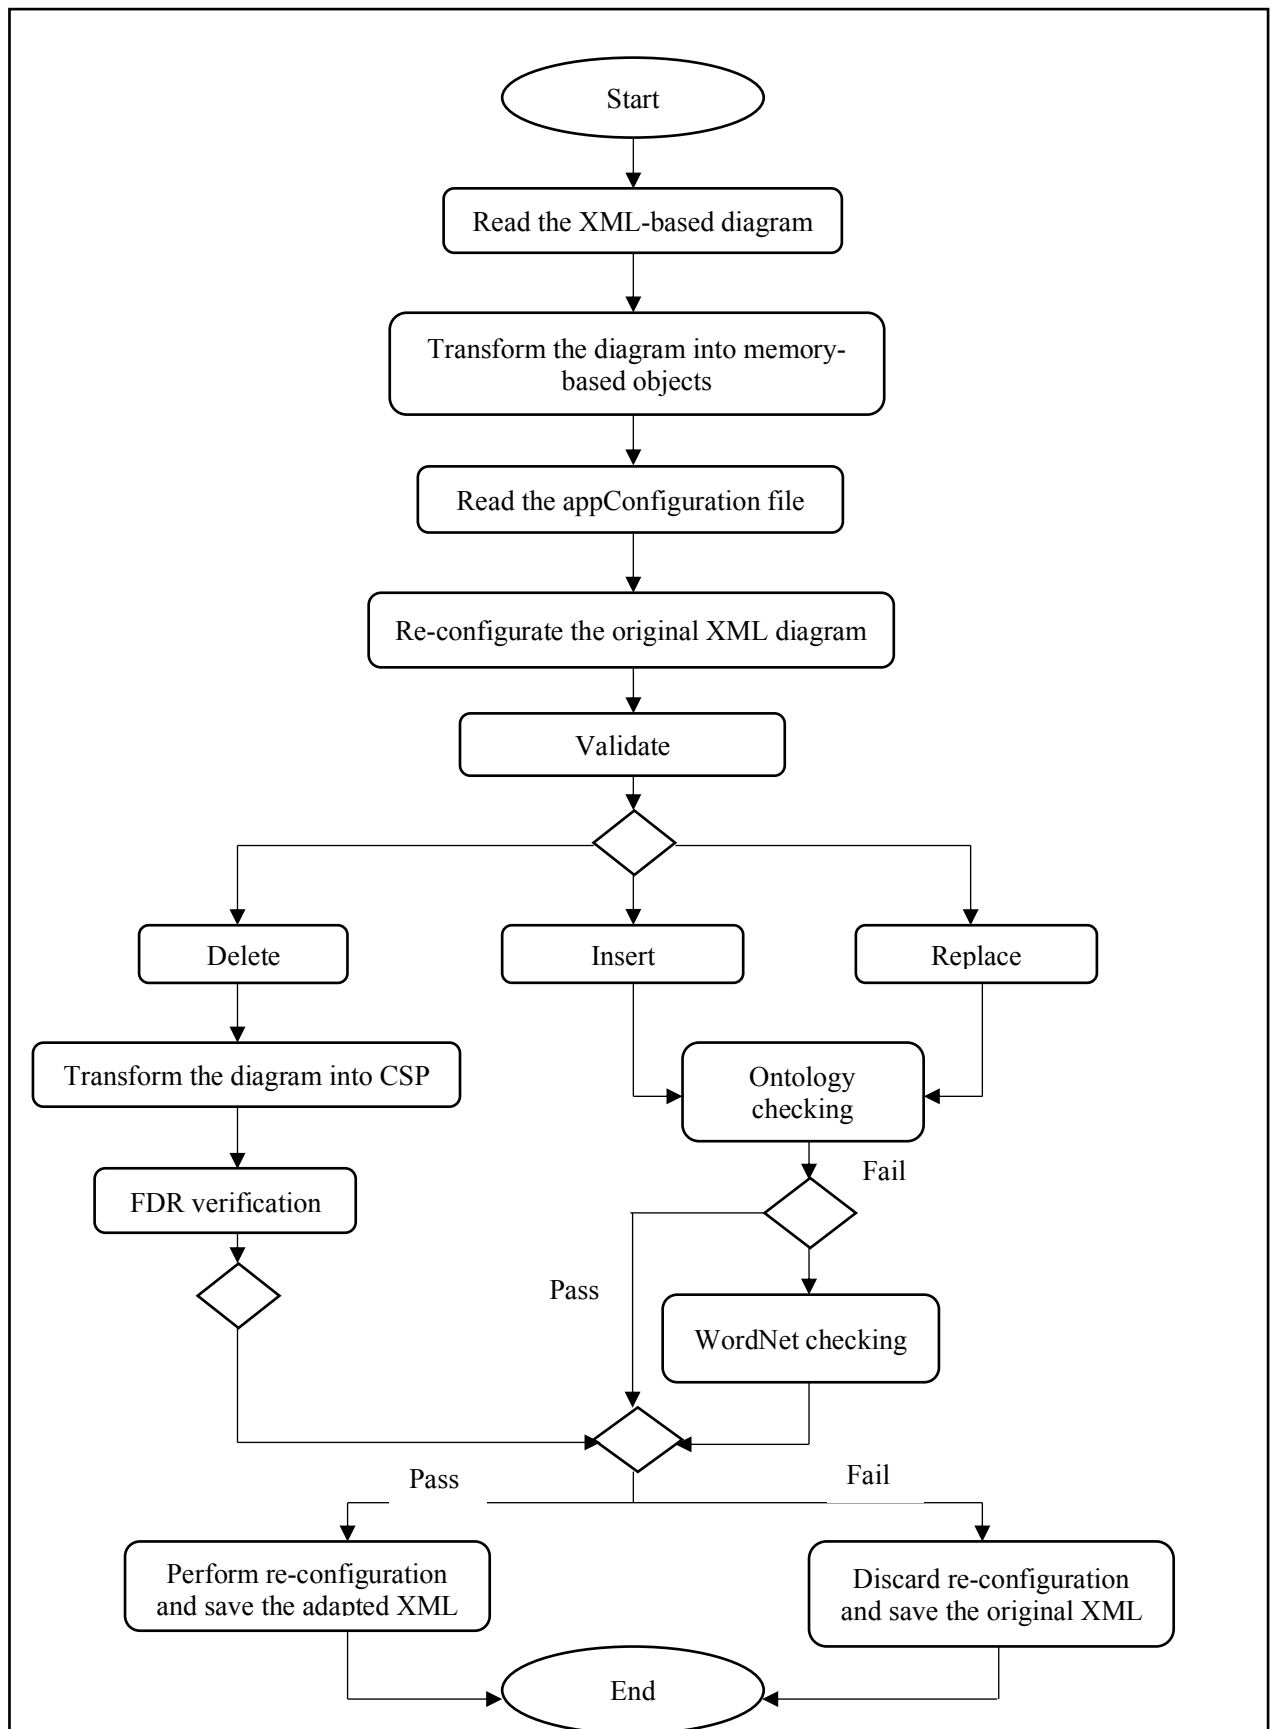 Start
Read the XML-based diagram
Transform the diagram into memory-
based objects
Read the appConfiguration file
Re-configurate the original XML diagram
Validate
Delete
Insert
Replace
Transform the diagram into CSP
Ontology
checking
Fail
FDR verification
Pass
WordNet checking
Pass
Fail
Perform re-configuration
and save the adapted XML
Discard re-configuration
and save the original XML
End